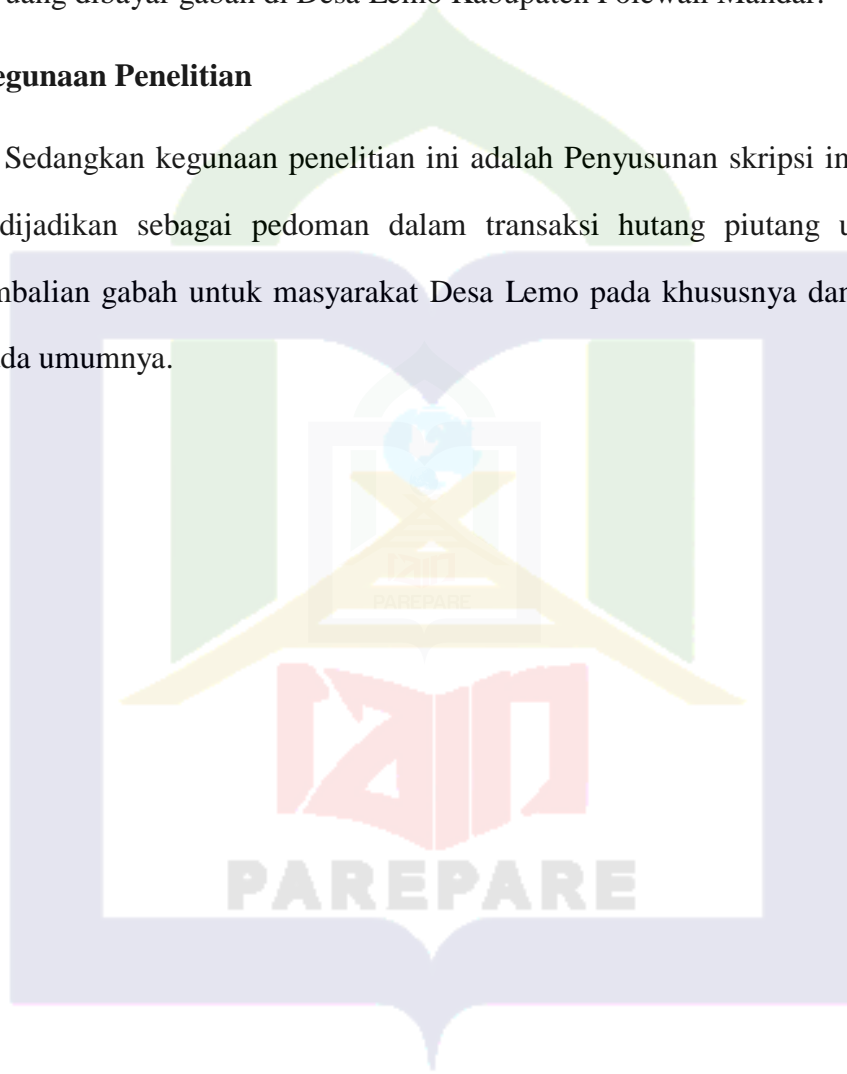 uang dibayar gabah di Desa Lemo Kabupaten Polewali Mandar.
egunaan Penelitian
Sedangkan kegunaan penelitian ini adalah Penyusunan skripsi in
dijadikan sebagai pedoman dalam transaksi hutang piutang u
mbalian gabah untuk masyarakat Desa Lemo pada khususnya dan
da umumnya.
PAREPARE
PAREPARE